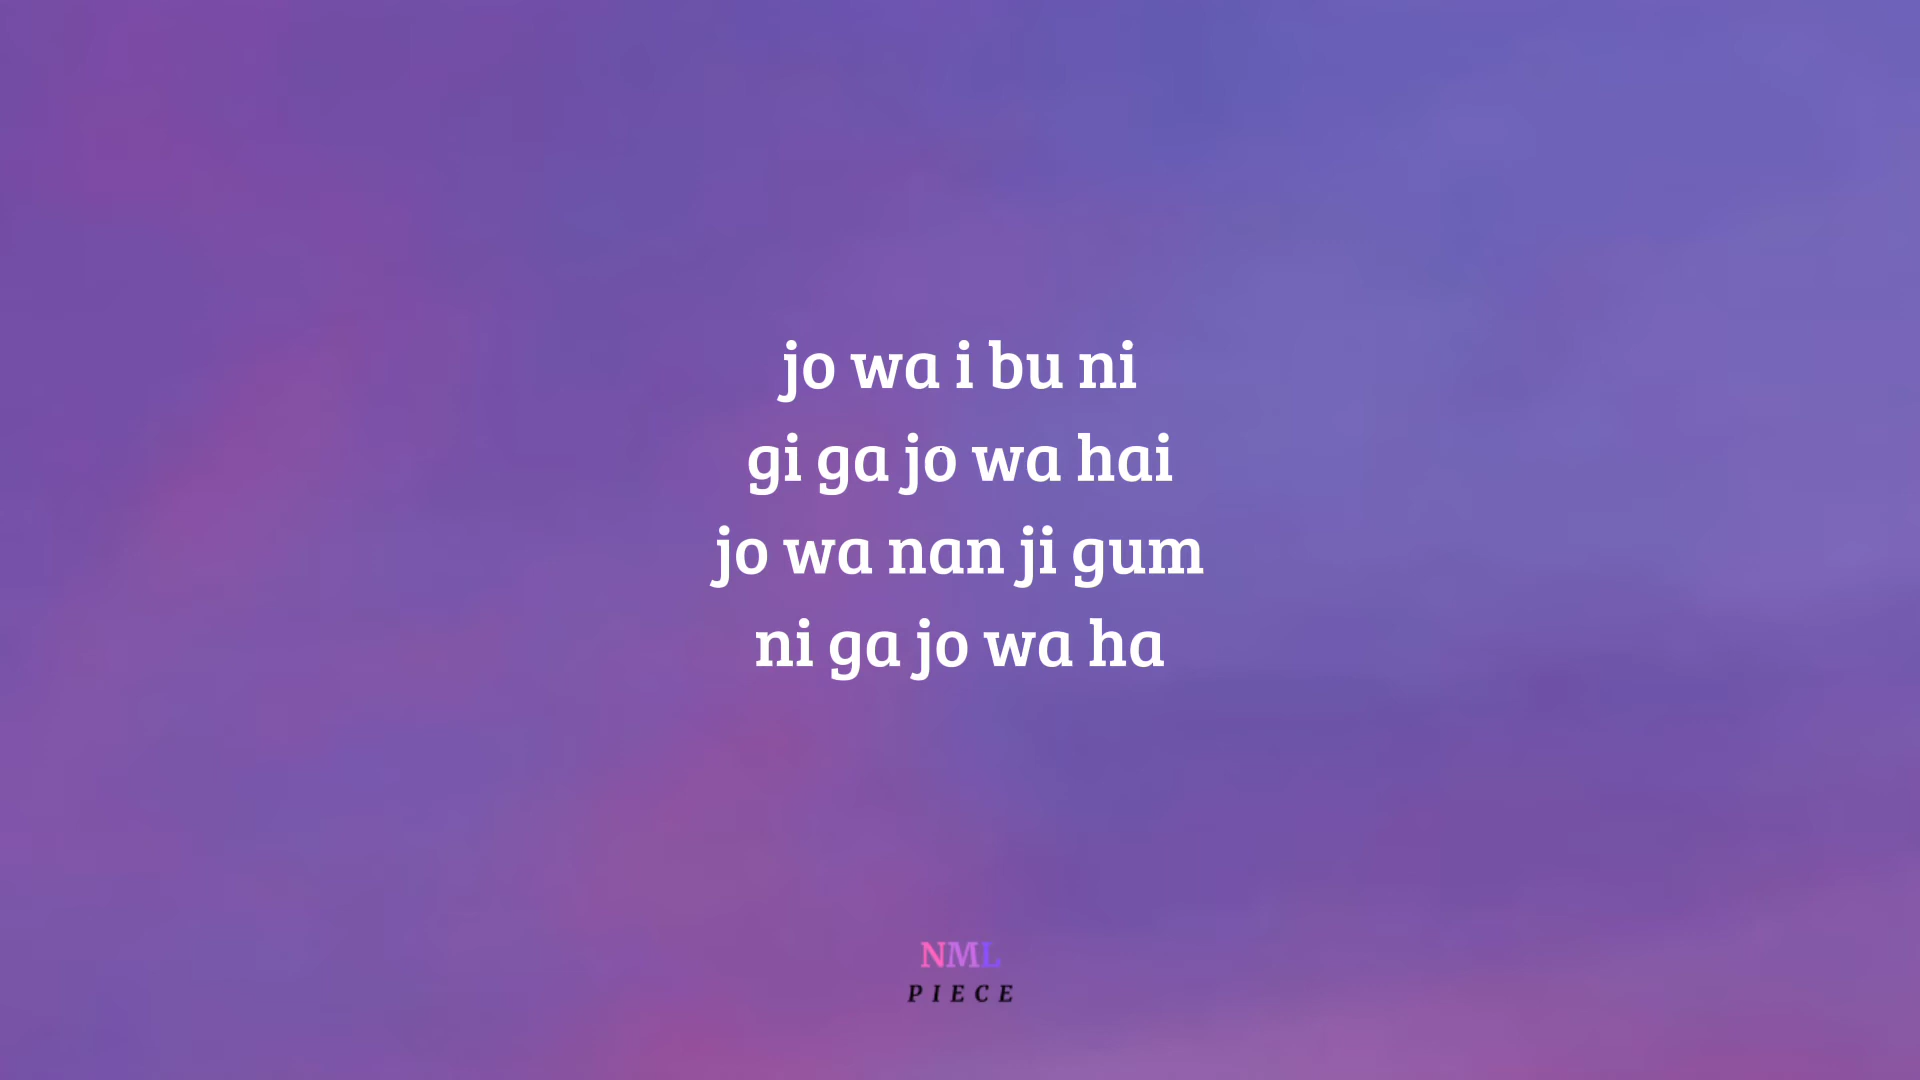 jo wa i bu ni
gi ga jo wa hai
jo wa nan ji gum
ni ga jo wa ha
NML
PIECE